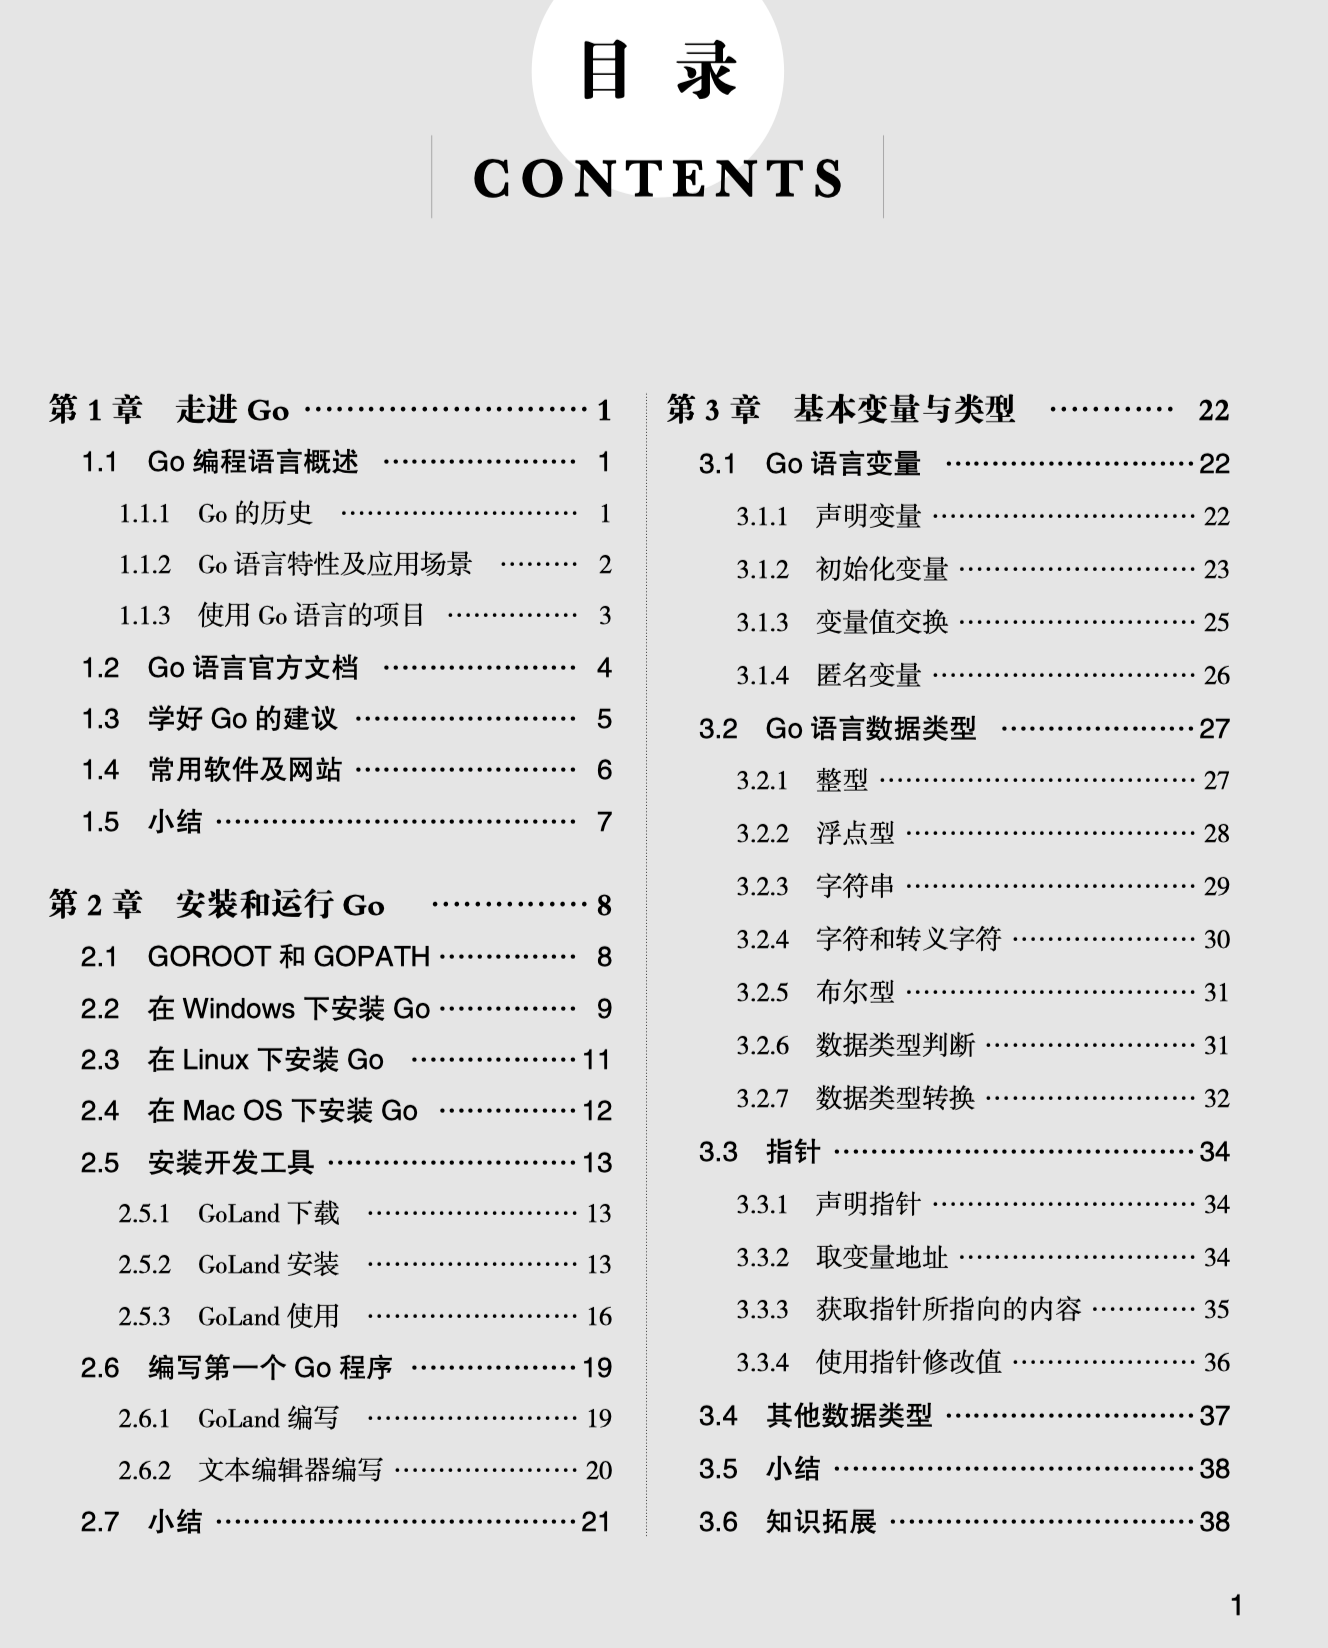 目 录
CONTENTS
第 1 章 走进 Go ………………………… 1
1.1 Go 编程语言概述 ………………… 1
1.1.1 Go 的历史 ……………………… 1
1.1.2 Go 语言特性及应用场景 ……… 2
1.1.3 使用 Go 语言的项目 …………… 3
1.2 Go 语言官方文档 ………………… 4
1.3 学好 Go 的建议 …………………… 5
1.4 常用软件及网站 …………………… 6
1.5 小结 ………………………………… 7
第 2 章 安装和运行 Go …………… 8
2.1 GOROOT 和 GOPATH …………… 8
2.2 在 Windows 下安装 Go …………… 9
2.3 在 Linux 下安装 Go ……………… 11
2.4 在 Mac OS 下安装 Go …………… 12
2.5 安装开发工具 ……………………… 13
2.5.1 GoLand 下载 …………………… 13
2.5.2 GoLand 安装 …………………… 13
2.5.3 GoLand 使用 …………………… 16
2.6 编写第一个 Go 程序 ……………… 19
2.6.1 GoLand 编写 …………………… 19
2.6.2 文本编辑器编写 ………………… 20
2.7 小结 ………………………………… 21
第 3 章 基本变量与类型 ………… 22
3.1 Go 语言变量 ……………………… 22
3.1.1 声明变量 ………………………… 22
3.1.2 初始化变量 ……………………… 23
3.1.3 变量值交换 ……………………… 25
3.1.4 匿名变量 ………………………… 26
3.2 Go 语言数据类型 ………………… 27
3.2.1 整型 ……………………………… 27
3.2.2 浮点型 …………………………… 28
3.2.3 字符串 …………………………… 29
3.2.4 字符和转义字符 ………………… 30
3.2.5 布尔型 …………………………… 31
3.2.6 数据类型判断 …………………… 31
3.2.7 数据类型转换 …………………… 32
3.3 指针 ………………………………… 34
3.3.1 声明指针 ………………………… 34
3.3.2 取变量地址 ……………………… 34
3.3.3 获取指针所指向的内容 ………… 35
3.3.4 使用指针修改值 ………………… 36
3.4 其他数据类型 ……………………… 37
3.5 小结 ………………………………… 38
3.6 知识拓展 …………………………… 38
1